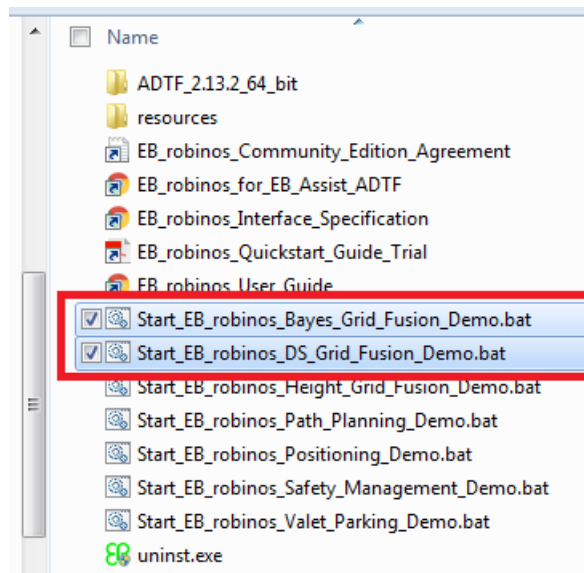 Name
ADTF_2.13.2_64_bit
resources
EB_robinos_Community_Edition_Agreement
EB_robinos_for_EB_Assist_ADTF
EB_robinos_Interface_Specification
EB_robinos_Quickstart_Guide_Trial
EB_robinos_User_Guide
Start_EB_robinos_Bayes_Grid_Fusion_Demo.bat
Start_EB_robinos_DS_Grid_Fusion_Demo.bat
Start_EB_robinos_Height_Grid_Fusion_Demo.bat
Start_EB_robinos_Path_Planning_Demo.bat
Start_EB_robinos_Positioning_Demo.bat
Start_EB_robinos_Safety_Management_Demo.bat
Start_EB_robinos_Valet_Parking_Demo.bat
uninst.exe